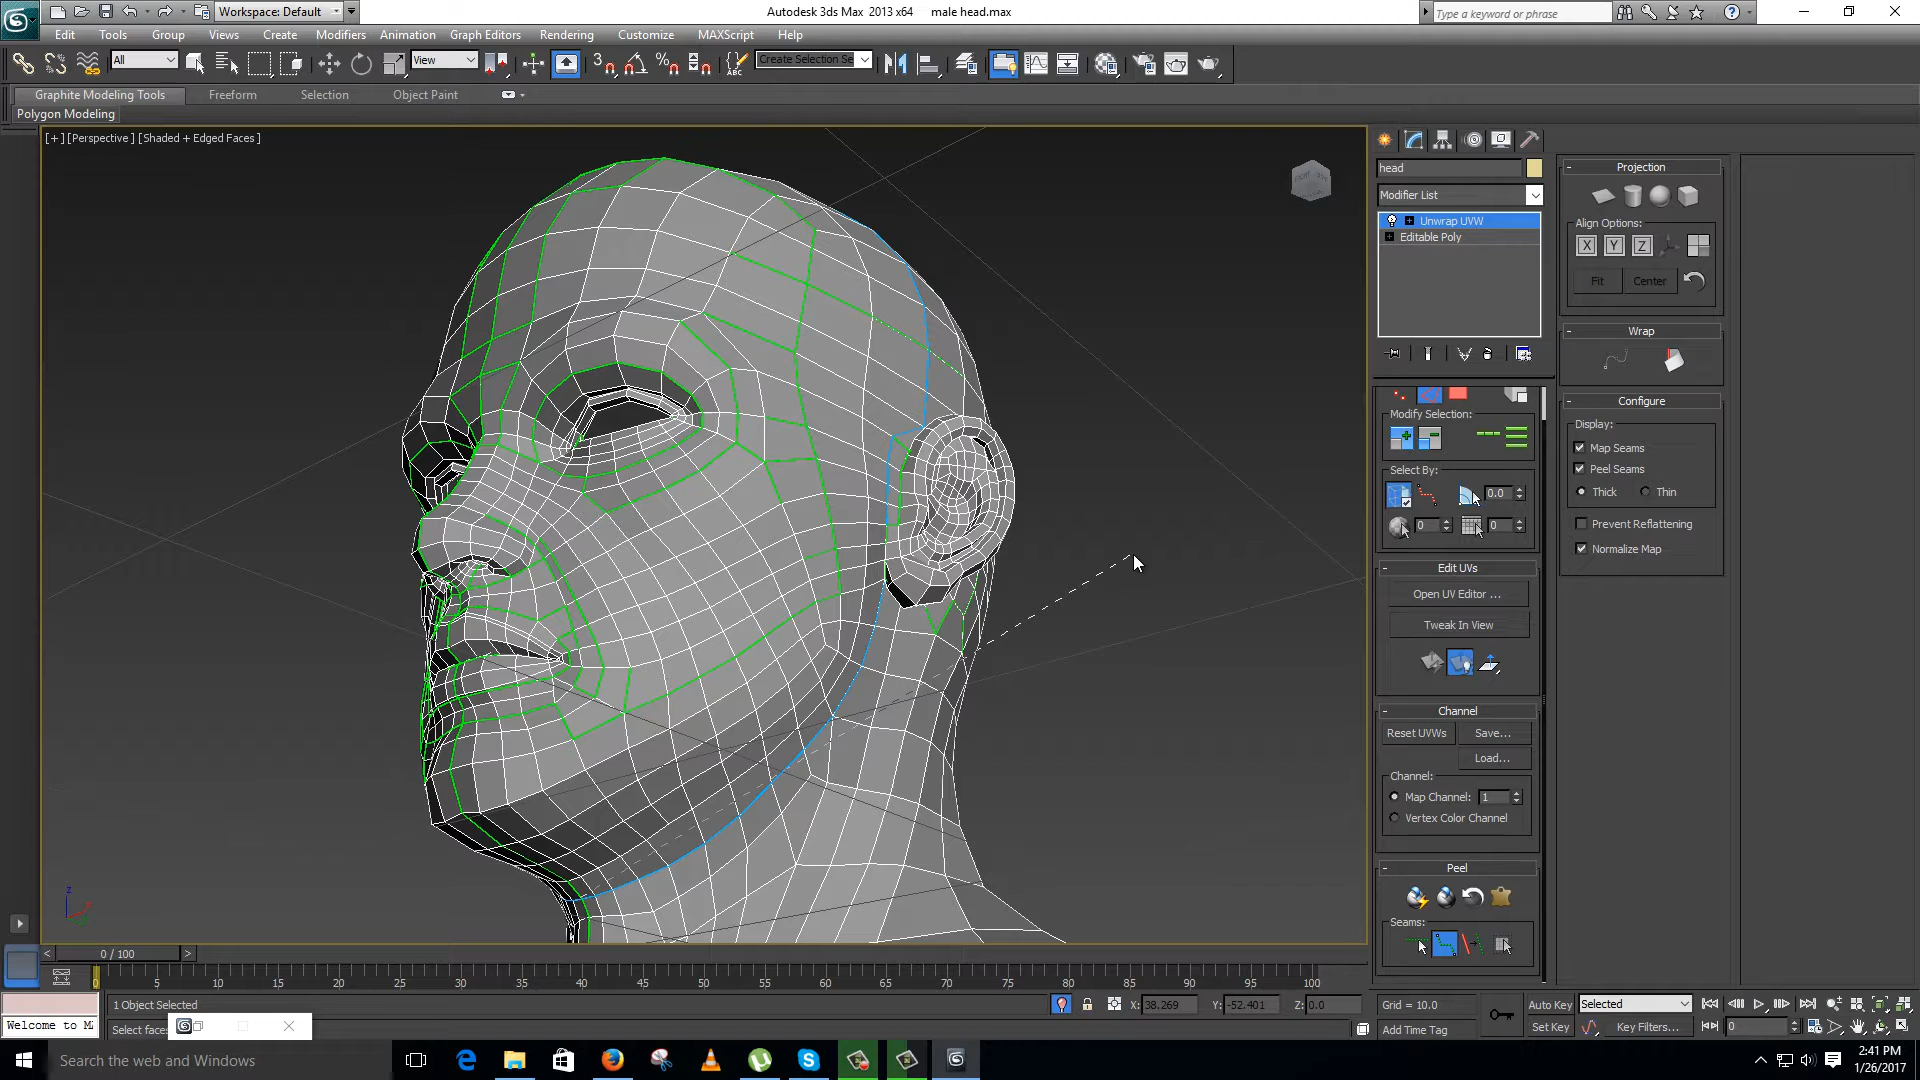 Workspace: Default
Autodesk 3ds Max 2013 x64 male head.max
Type a keyword or phrase
Edit Tools Group Views Create Modifiers Animation Graph Editors Rendering Customize MAXScript Help
All
View
Create Selection Se
Graphite Modeling Tools Freeform Selection Object Paint
Polygon Modeling
[+] [Perspective] [Shaded + Edged Faces]
head
Modifier List
Unwrap UVW
Editable Poly
Modify Selection:
Select By:
0.0
0
0
Edit UVs
Open UV Editor ...
Tweak In View
Channel
Reset UVWs Save...
Load...
Channel:
Map Channel: 1
Vertex Color Channel
Peel
Seams:
Projection
Align Options:
X Y Z
Fit Center
Wrap
Configure
Display:
Map Seams
Peel Seams
Thick Thin
Prevent Reflattening
Normalize Map
0 / 100
0 5 10 15 20 25 30 35 40 45 50 55 60 65 70 75 80 85 90 95 100
1 Object Selected
X: 38.269 Y: -52.401 Z: 0.0
Grid = 10.0
Auto Key Selected
Welcome to M
Select face
Add Time Tag
Set Key Key Filters...
0
Search the web and Windows
2:41 PM
1/26/2017